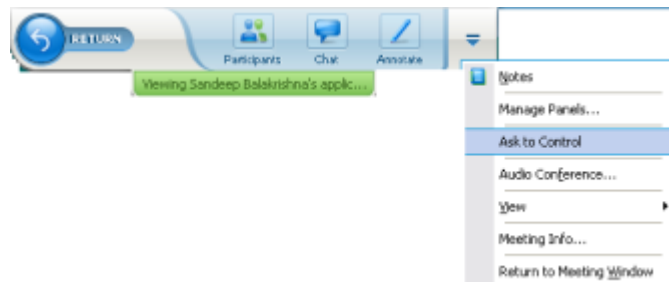 RETURN
Participants Chat Annotate
Viewing Sandeep Balakrishna's applic...
Notes
Manage Panels...
Ask to Control
Audio Conference...
View
Meeting Info...
Return to Meeting Window